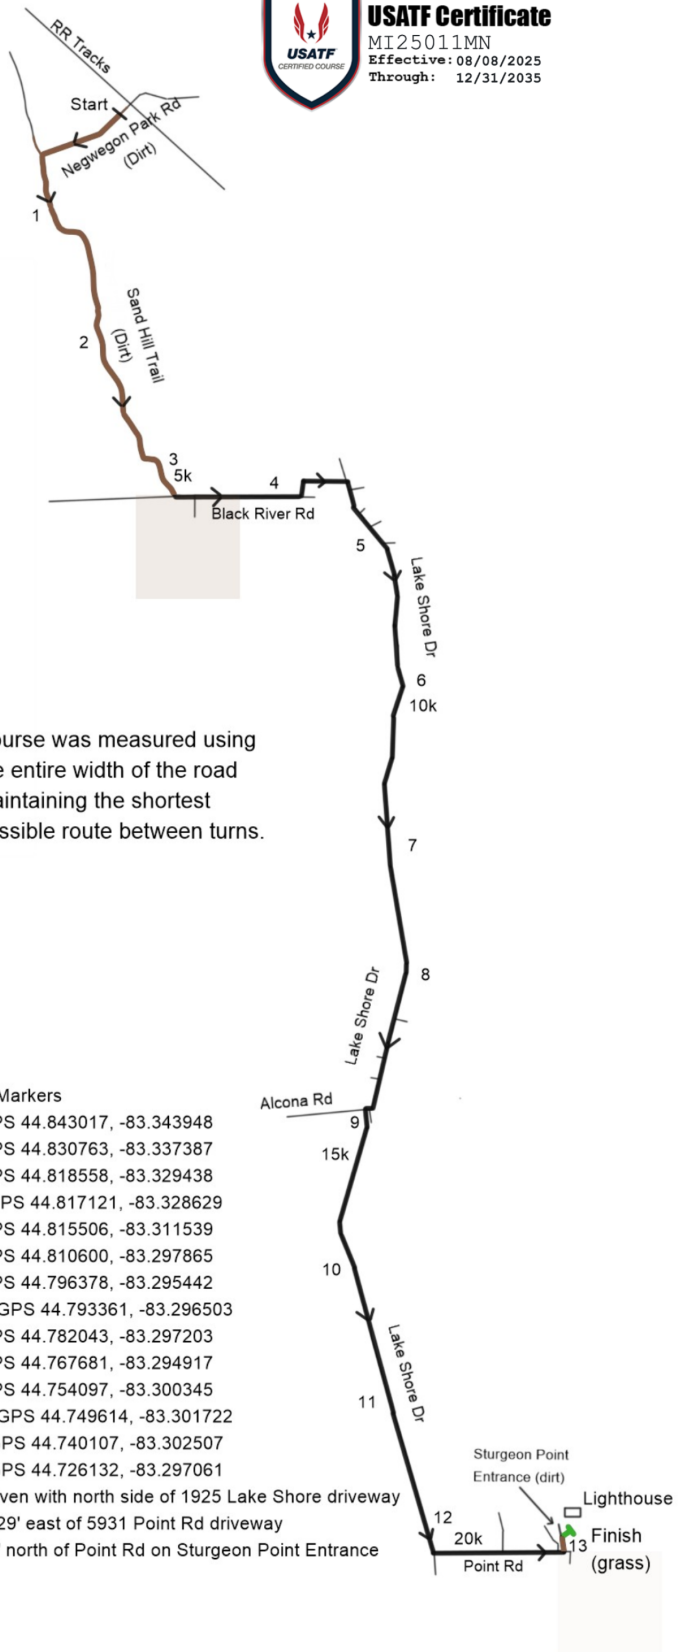 USATF Certificate
MI25011MN
Effective: 08/08/2025
Through: 12/31/2035
USATF
CERTIFIED COURSE
RR Tracks
Start
Negwegon Park Rd
(Dirt)
1
2
Sand Hill Trail
(Dirt)
3
5k
4
Black River Rd
5
Lake Shore Dr
6
10k
urse was measured using
e entire width of the road
aintaining the shortest
ssible route between turns.
7
8
Lake Shore Dr
Alcona Rd
9
15k
10
Lake Shore Dr
11
Markers
PS 44.843017, -83.343948
PS 44.830763, -83.337387
PS 44.818558, -83.329438
PS 44.817121, -83.328629
PS 44.815506, -83.311539
PS 44.810600, -83.297865
PS 44.796378, -83.295442
GPS 44.793361, -83.296503
PS 44.782043, -83.297203
PS 44.767681, -83.294917
PS 44.754097, -83.300345
GPS 44.749614, -83.301722
PS 44.740107, -83.302507
PS 44.726132, -83.297061
ven with north side of 1925 Lake Shore driveway
29' east of 5931 Point Rd driveway
' north of Point Rd on Sturgeon Point Entrance
Sturgeon Point
Entrance (dirt)
Lighthouse
12
20k
13
Finish
(grass)
Point Rd